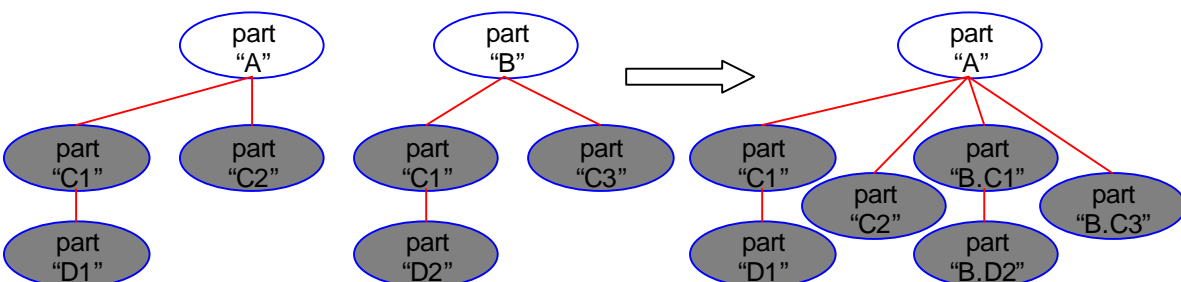 part
“A”
part
“B”
part
“A”
part
“C1”
part
“C2”
part
“C1”
part
“C3”
part
“C1”
part
“C2”
part
“B.C1”
part
“B.C3”
part
“D1”
part
“D2”
part
“D1”
part
“B.D2”